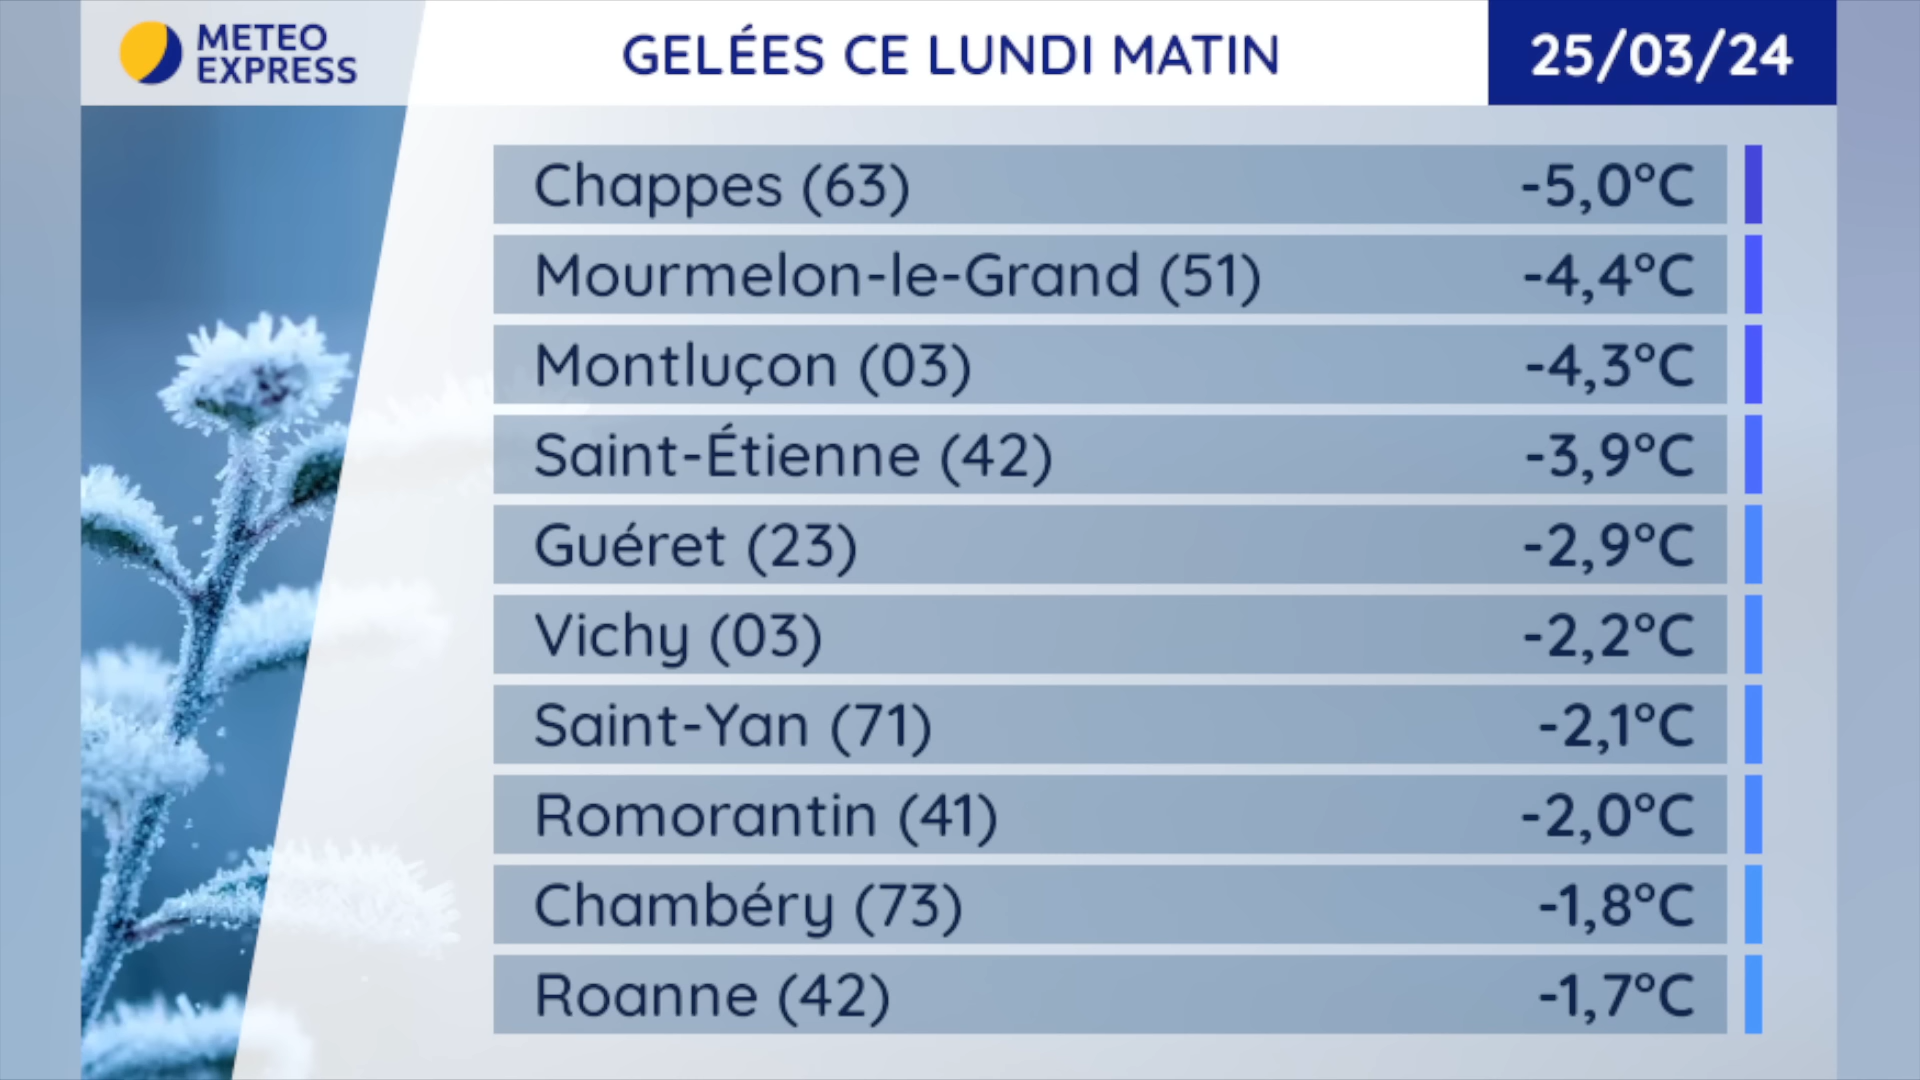 METEO
EXPRESS
GELÉES CE LUNDI MATIN
25/03/24
Chappes (63) -5,0°C
Mourmelon-le-Grand (51) -4,4°C
Montluçon (03) -4,3°C
Saint-Étienne (42) -3,9°C
Guéret (23) -2,9°C
Vichy (03) -2,2°C
Saint-Yan (71) -2,1°C
Romorantin (41) -2,0°C
Chambéry (73) -1,8°C
Roanne (42) -1,7°C